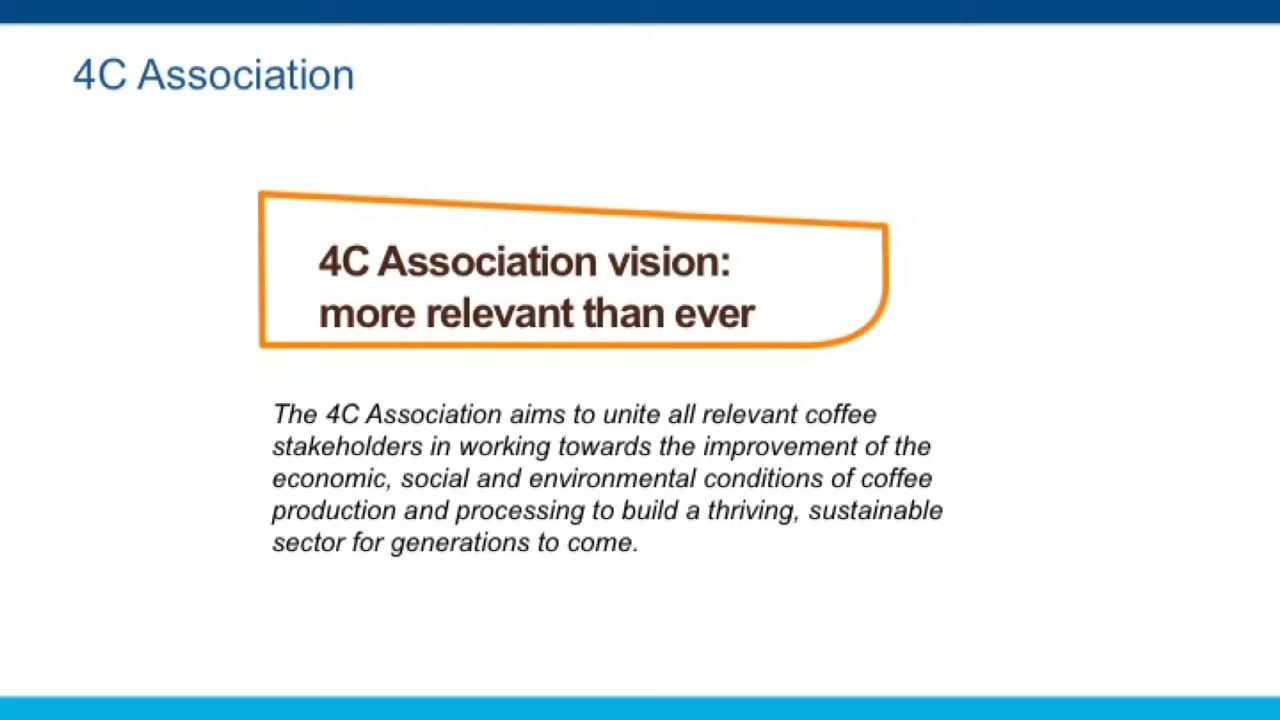 4C Association
4C Association vision:
more relevant than ever
The 4C Association aims to unite all relevant coffee
stakeholders in working towards the improvement of the
economic, social and environmental conditions of coffee
production and processing to build a thriving, sustainable
sector for generations to come.